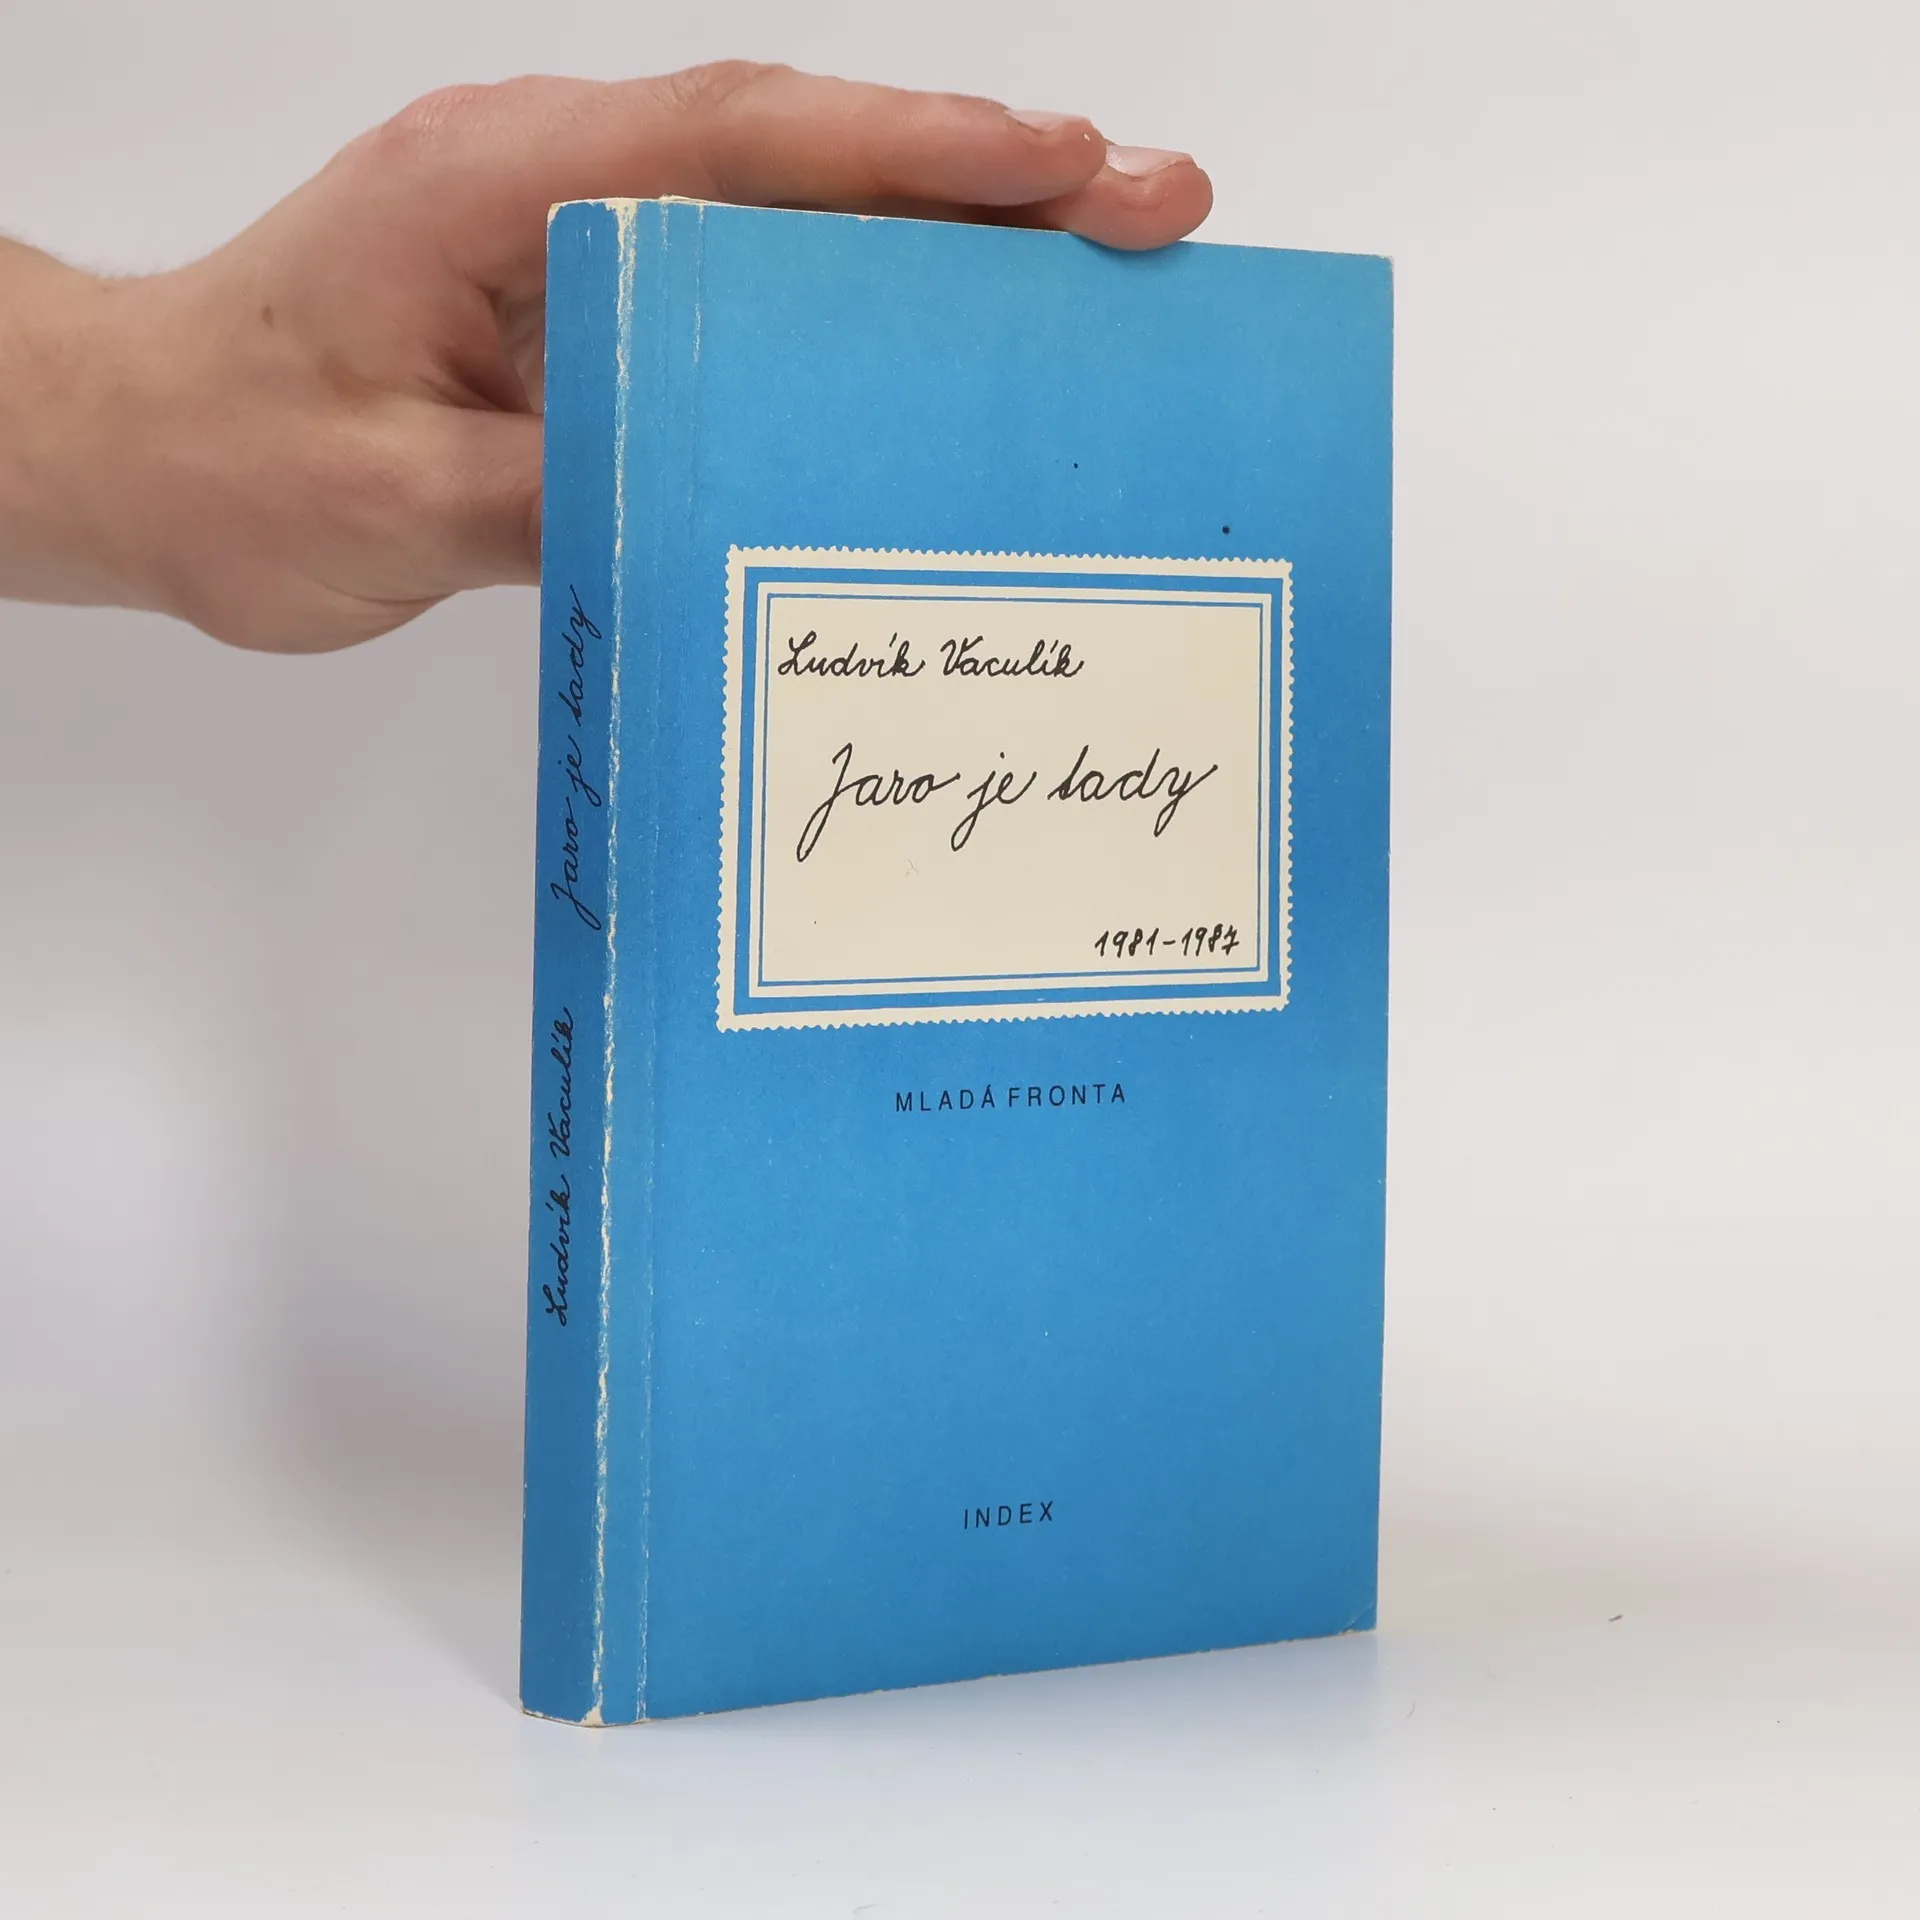 Ludvík Vaculík
Jaro je tady
1981-1987
MLADÁ FRONTA
INDEX
Ludvík Vaculík Jaro je tady